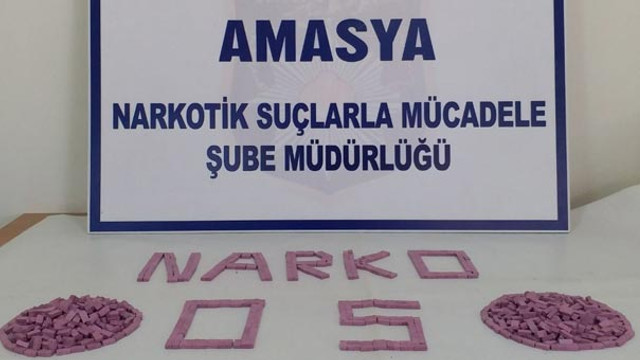 AMASYA
NARKOTİK SUÇLARLA MÜCADELE
ŞUBE MÜDÜRLÜĞÜ
NARKO
05